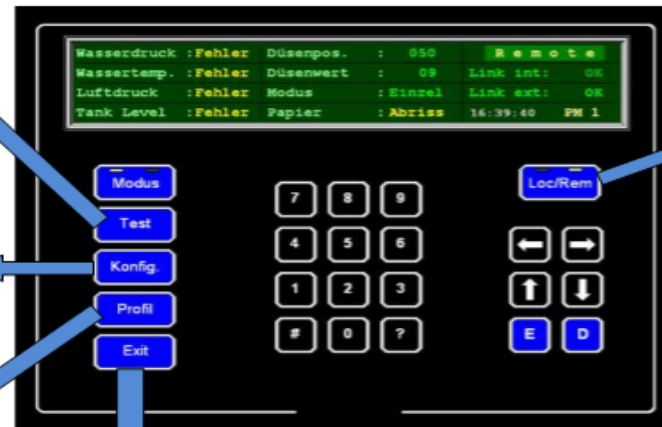 Wasserdruck :Fehler Düsenpos. : 050 Remote
Wassertemp. :Fehler Düsenwert : 09 Link int: OK
Luftdruck :Fehler Modus :Einzel Link ext: OK
Tank Level :Fehler Papier :Abriss 16:39:40 PM 1
Modus Loc/Rem
7 8 9
Test
4 5 6 ← →
Konfig.
1 2 3 ↑ ↓
Profil
# 0 ? E D
Exit